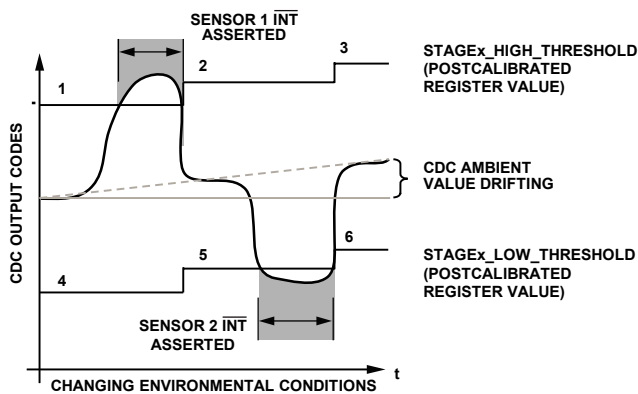 SENSOR 1 INT
ASSERTED
1
2
3
STAGEx_HIGH_THRESHOLD
(POSTCALIBRATED
REGISTER VALUE)
CDC OUTPUT CODES
CDC AMBIENT
VALUE DRIFTING
4
5
6
STAGEx_LOW_THRESHOLD
(POSTCALIBRATED
REGISTER VALUE)
SENSOR 2 INT
ASSERTED
t
CHANGING ENVIRONMENTAL CONDITIONS